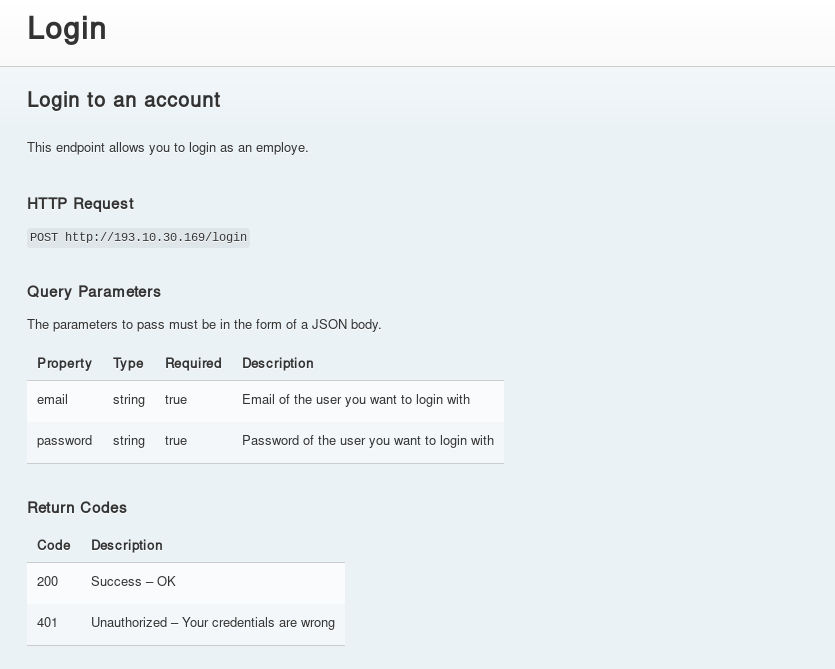 Login
Login to an account
This endpoint allows you to login as an employe.
HTTP Request
POST http://193.10.30.169/login
Query Parameters
The parameters to pass must be in the form of a JSON body.
Property Type Required Description
email string true Email of the user you want to login with
password string true Password of the user you want to login with
Return Codes
Code Description
200 Success – OK
401 Unauthorized – Your credentials are wrong